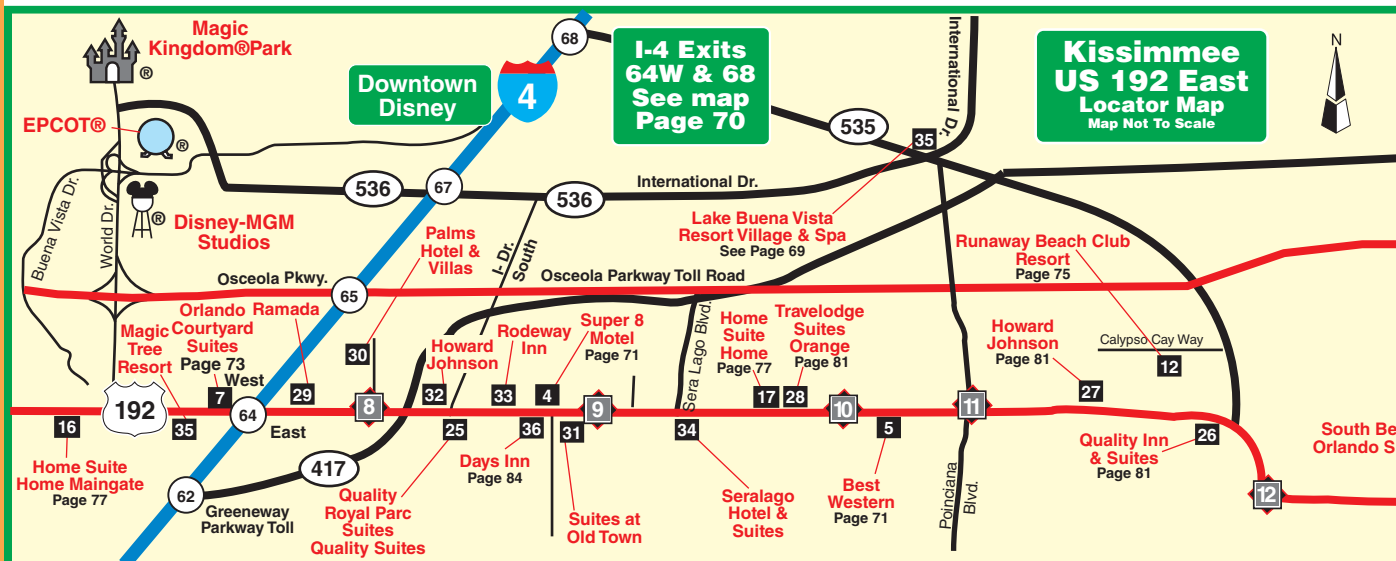 Magic
Kingdom®Park
®
EPCOT®
®
®
Disney-MGM
Studios
Downtown
Disney
4
68
I-4 Exits
64W & 68
See map
Page 70
International Dr.
Kissimmee
US 192 East
Locator Map
Map Not To Scale
N
535
35
536
67
536
International Dr.
Buena Vista Dr.
World Dr.
Palms
Hotel &
Villas
I- Dr.
South
Lake Buena Vista
Resort Village & Spa
See Page 69
Runaway Beach Club
Resort
Page 75
Osceola Pkwy.
65
Osceola Parkway Toll Road
Magic
Tree
Resort
Orlando
Courtyard
Suites
Page 73
Ramada
30
Howard
Johnson
Rodeway
Inn
Super 8
Motel
Page 71
Sera Lago Blvd.
Home
Suite
Home
Page 77
Travelodge
Suites
Orange
Page 81
Howard
Johnson
Page 81
Calypso Cay Way
12
West
7
29
8
32
33
4
9
17
28
10
11
27
192
16
35
64
East
25
36
31
34
5
26
Home Suite
Home Maingate
Page 77
62
417
Greeneway
Parkway Toll
Quality
Royal Parc
Suites
Quality Suites
Days Inn
Page 84
Suites at
Old Town
Seralago
Hotel &
Suites
Best
Western
Page 71
Poinciana
Blvd.
Quality Inn
& Suites
Page 81
12
South Be
Orlando S